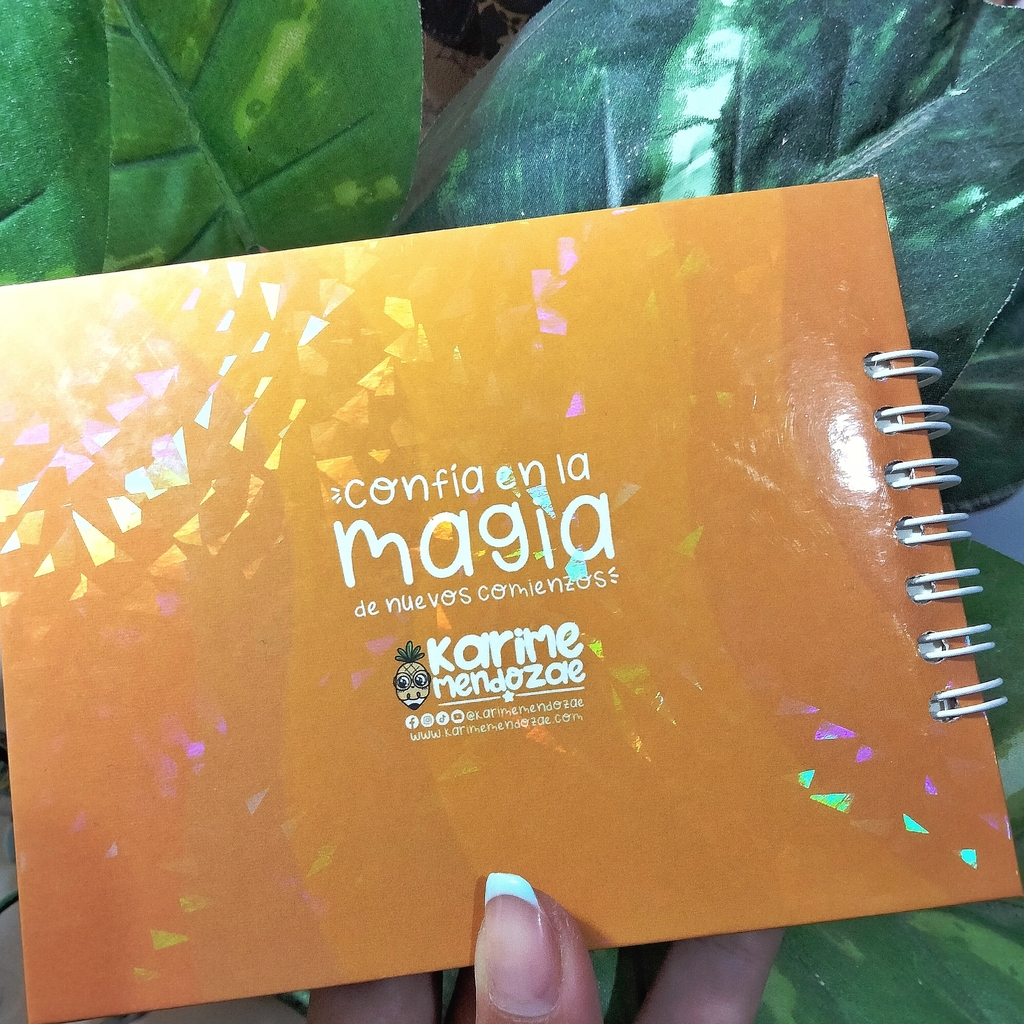 confía en la
magia
de nuevos comienzos
Karime
Mendozae
@karimemendozae
www.karimemendozae.com